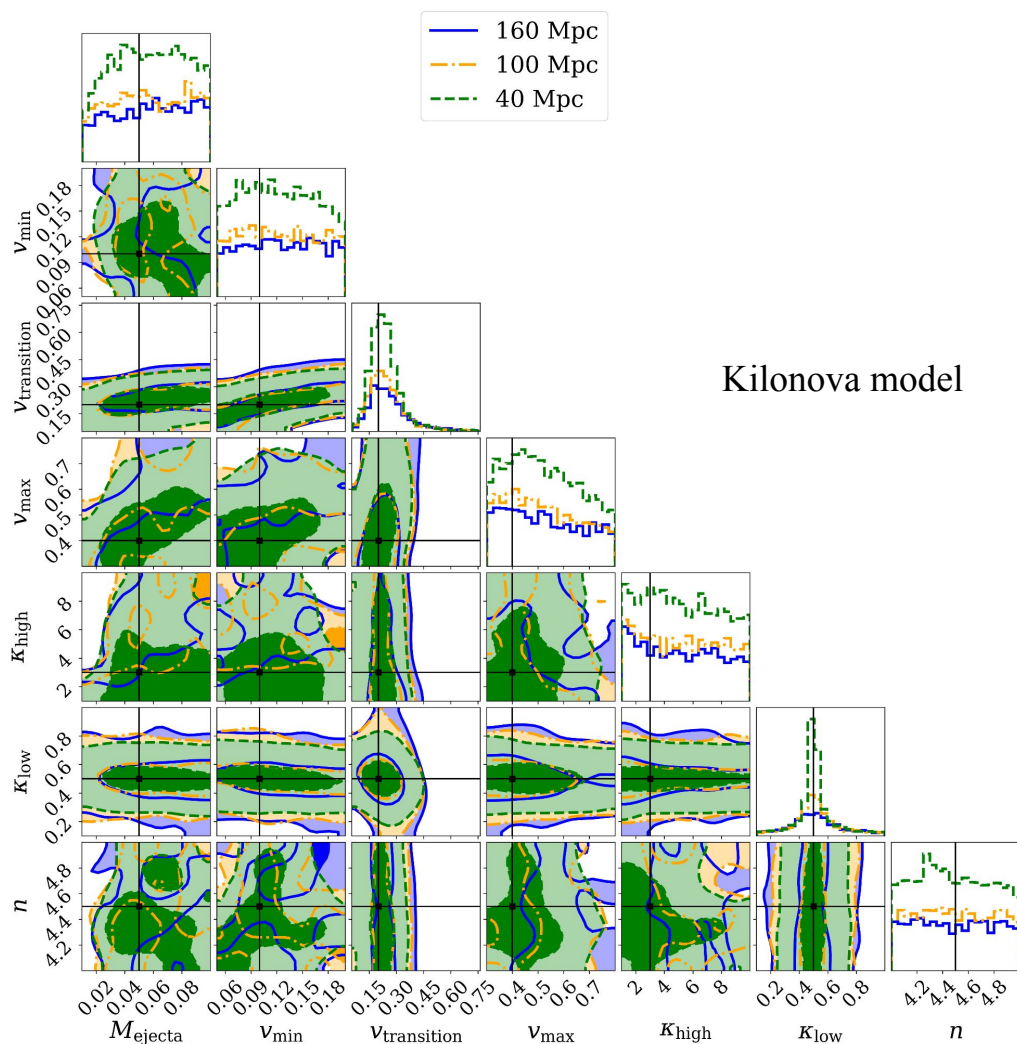 160 Mpc
100 Mpc
40 Mpc
Kilonova model
v_min
0.18
0.15
0.12
0.09
0.06
v_transition
0.75
0.60
0.45
0.30
0.15
v_max
0.7
0.6
0.5
0.4
κ_high
8
6
4
2
κ_low
0.8
0.6
0.4
0.2
n
4.8
4.6
4.4
4.2
0.02 0.04 0.06 0.08
0.06 0.09 0.12 0.15 0.18
0.15 0.30 0.45 0.60 0.75
0.4 0.5 0.6 0.7
2 4 6 8
0.2 0.4 0.6 0.8
4.2 4.4 4.6 4.8
M_ejecta v_min v_transition v_max κ_high κ_low n